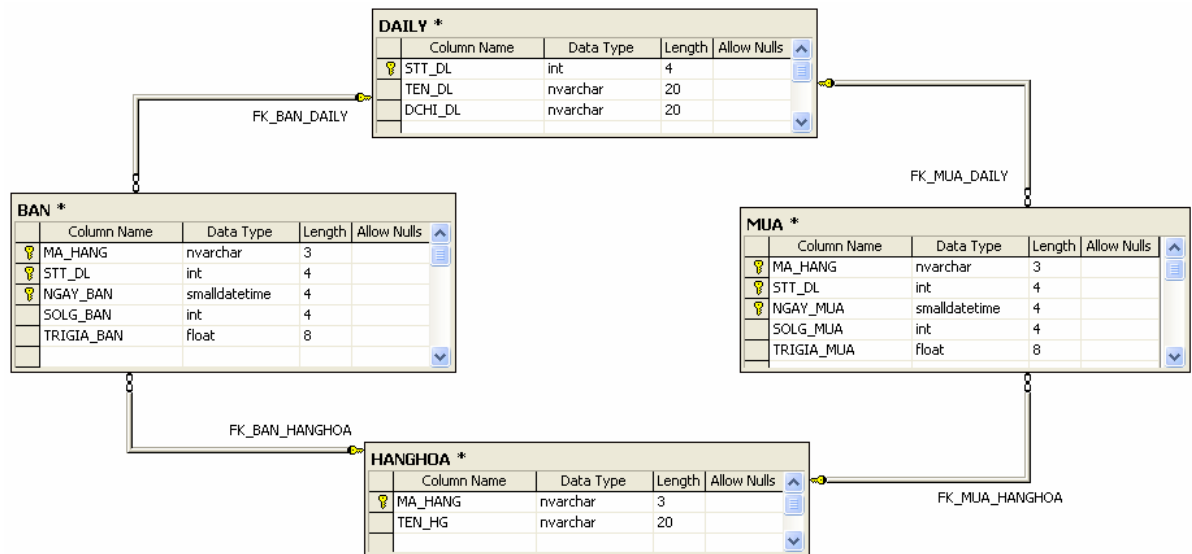 DAILY *
Column Name Data Type Length Allow Nulls
STT_DL int 4
TEN_DL nvarchar 20
DCHI_DL nvarchar 20
FK_BAN_DAILY
FK_MUA_DAILY
BAN *
Column Name Data Type Length Allow Nulls
MA_HANG nvarchar 3
STT_DL int 4
NGAY_BAN smalldatetime 4
SOLG_BAN int 4
TRIGIA_BAN float 8
MUA *
Column Name Data Type Length Allow Nulls
MA_HANG nvarchar 3
STT_DL int 4
NGAY_MUA smalldatetime 4
SOLG_MUA int 4
TRIGIA_MUA float 8
FK_BAN_HANGHOA
HANGHOA *
Column Name Data Type Length Allow Nulls
MA_HANG nvarchar 3
TEN_HG nvarchar 20
FK_MUA_HANGHOA